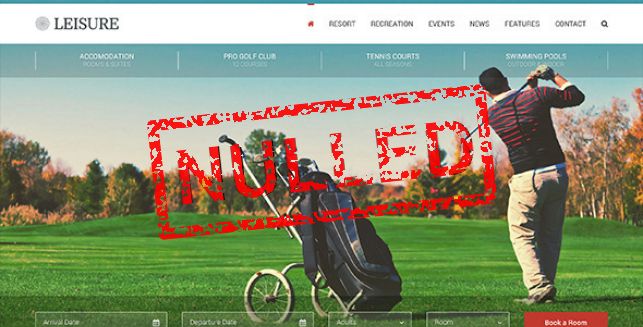 LEISURE
RESORT RECREATION EVENTS NEWS FEATURES CONTACT
ACCOMODATION PRO GOLF CLUB TENNIS COURTS SWIMMING POOLS
ROOMS & SUITES 12 COURSES ALL SEASONS OUTDOOR & INDOOR
NULLED
Arrival Date Departure Date Adults Room Book a Room